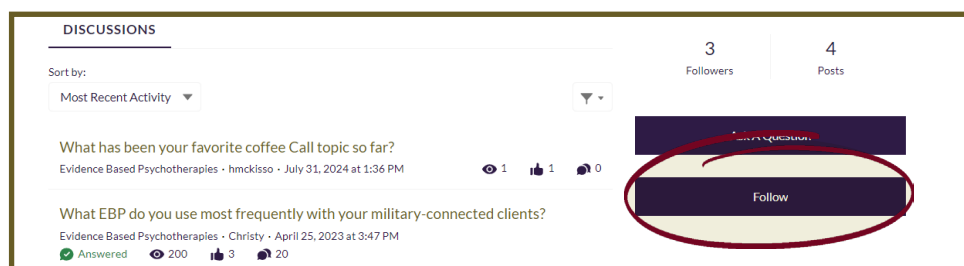 DISCUSSIONS
Sort by:
Most Recent Activity
What has been your favorite coffee Call topic so far?
Evidence Based Psychotherapies • hmckisso • July 31, 2024 at 1:36 PM
1
1
0
What EBP do you use most frequently with your military-connected clients?
Evidence Based Psychotherapies • Christy • April 25, 2023 at 3:47 PM
Answered
200
3
20
3
4
Followers
Posts
Ask A Question
Follow